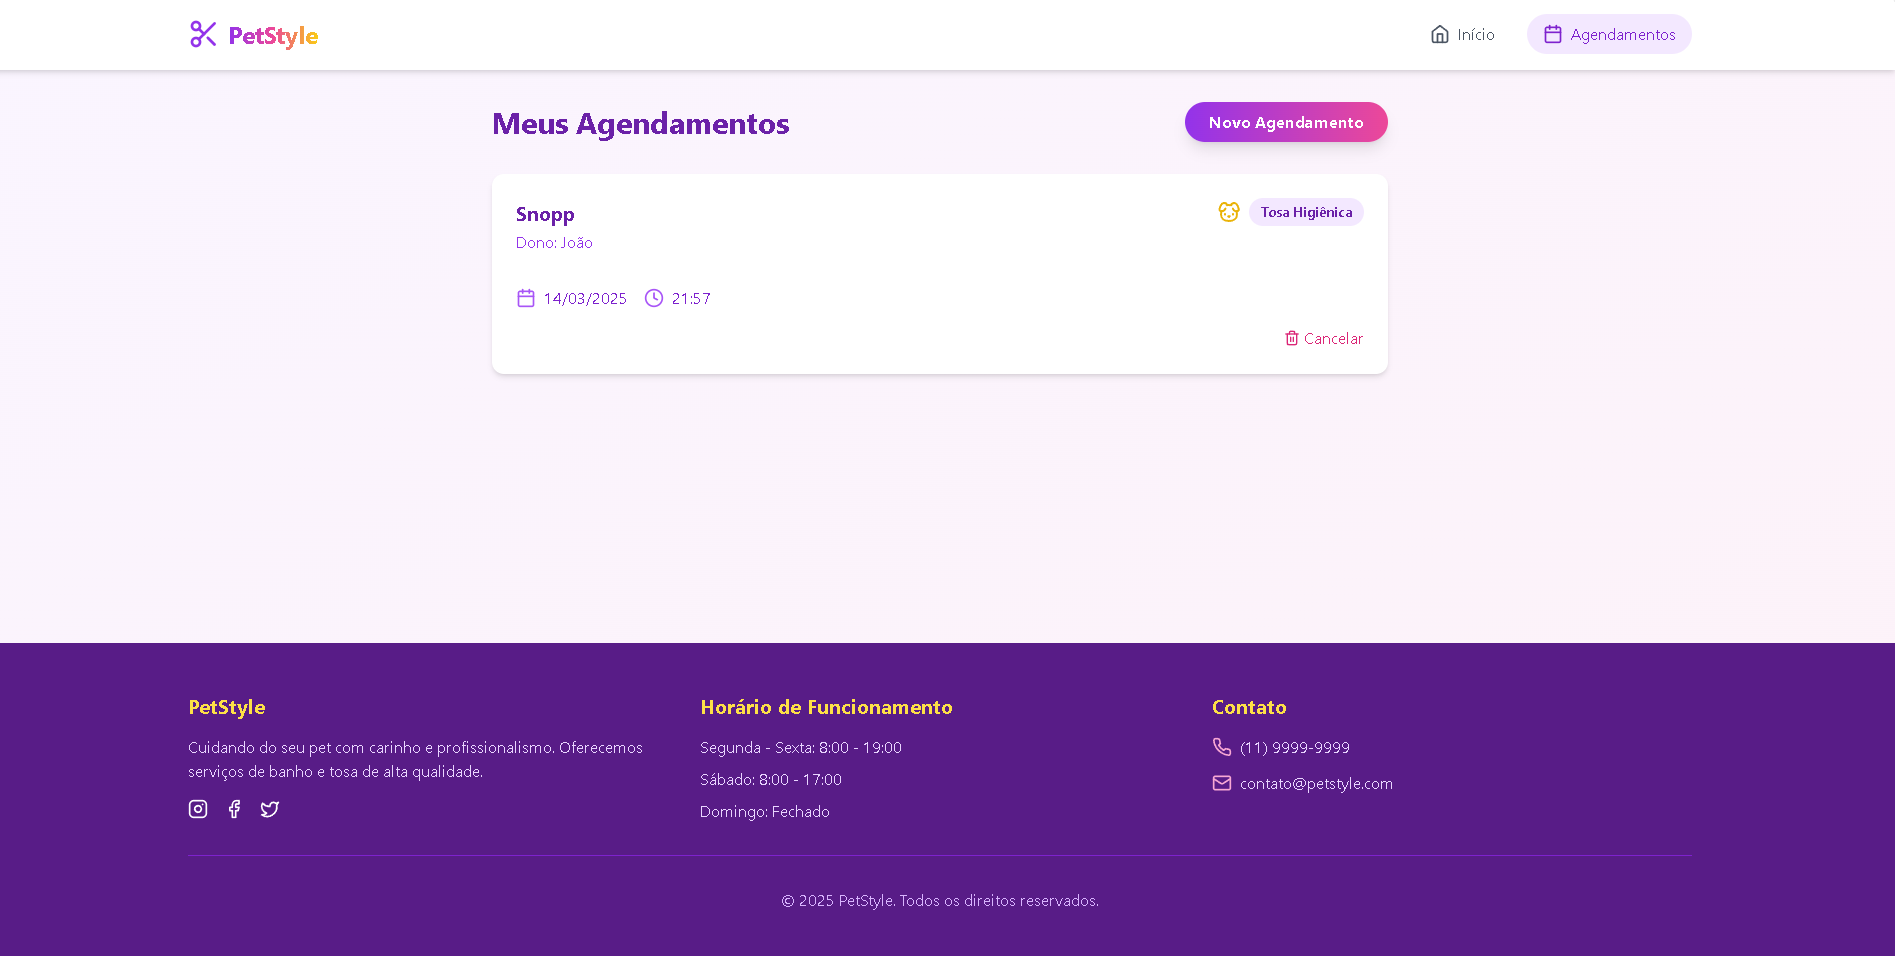 PetStyle
Início
Agendamentos
Meus Agendamentos
Novo Agendamento
Snopp
Tosa Higiênica
Dono: João
14/03/2025
21:57
Cancelar
PetStyle
Cuidando do seu pet com carinho e profissionalismo. Oferecemos
serviços de banho e tosa de alta qualidade.
Horário de Funcionamento
Segunda - Sexta: 8:00 - 19:00
Sábado: 8:00 - 17:00
Domingo: Fechado
Contato
(11) 9999-9999
contato@petstyle.com
© 2025 PetStyle. Todos os direitos reservados.